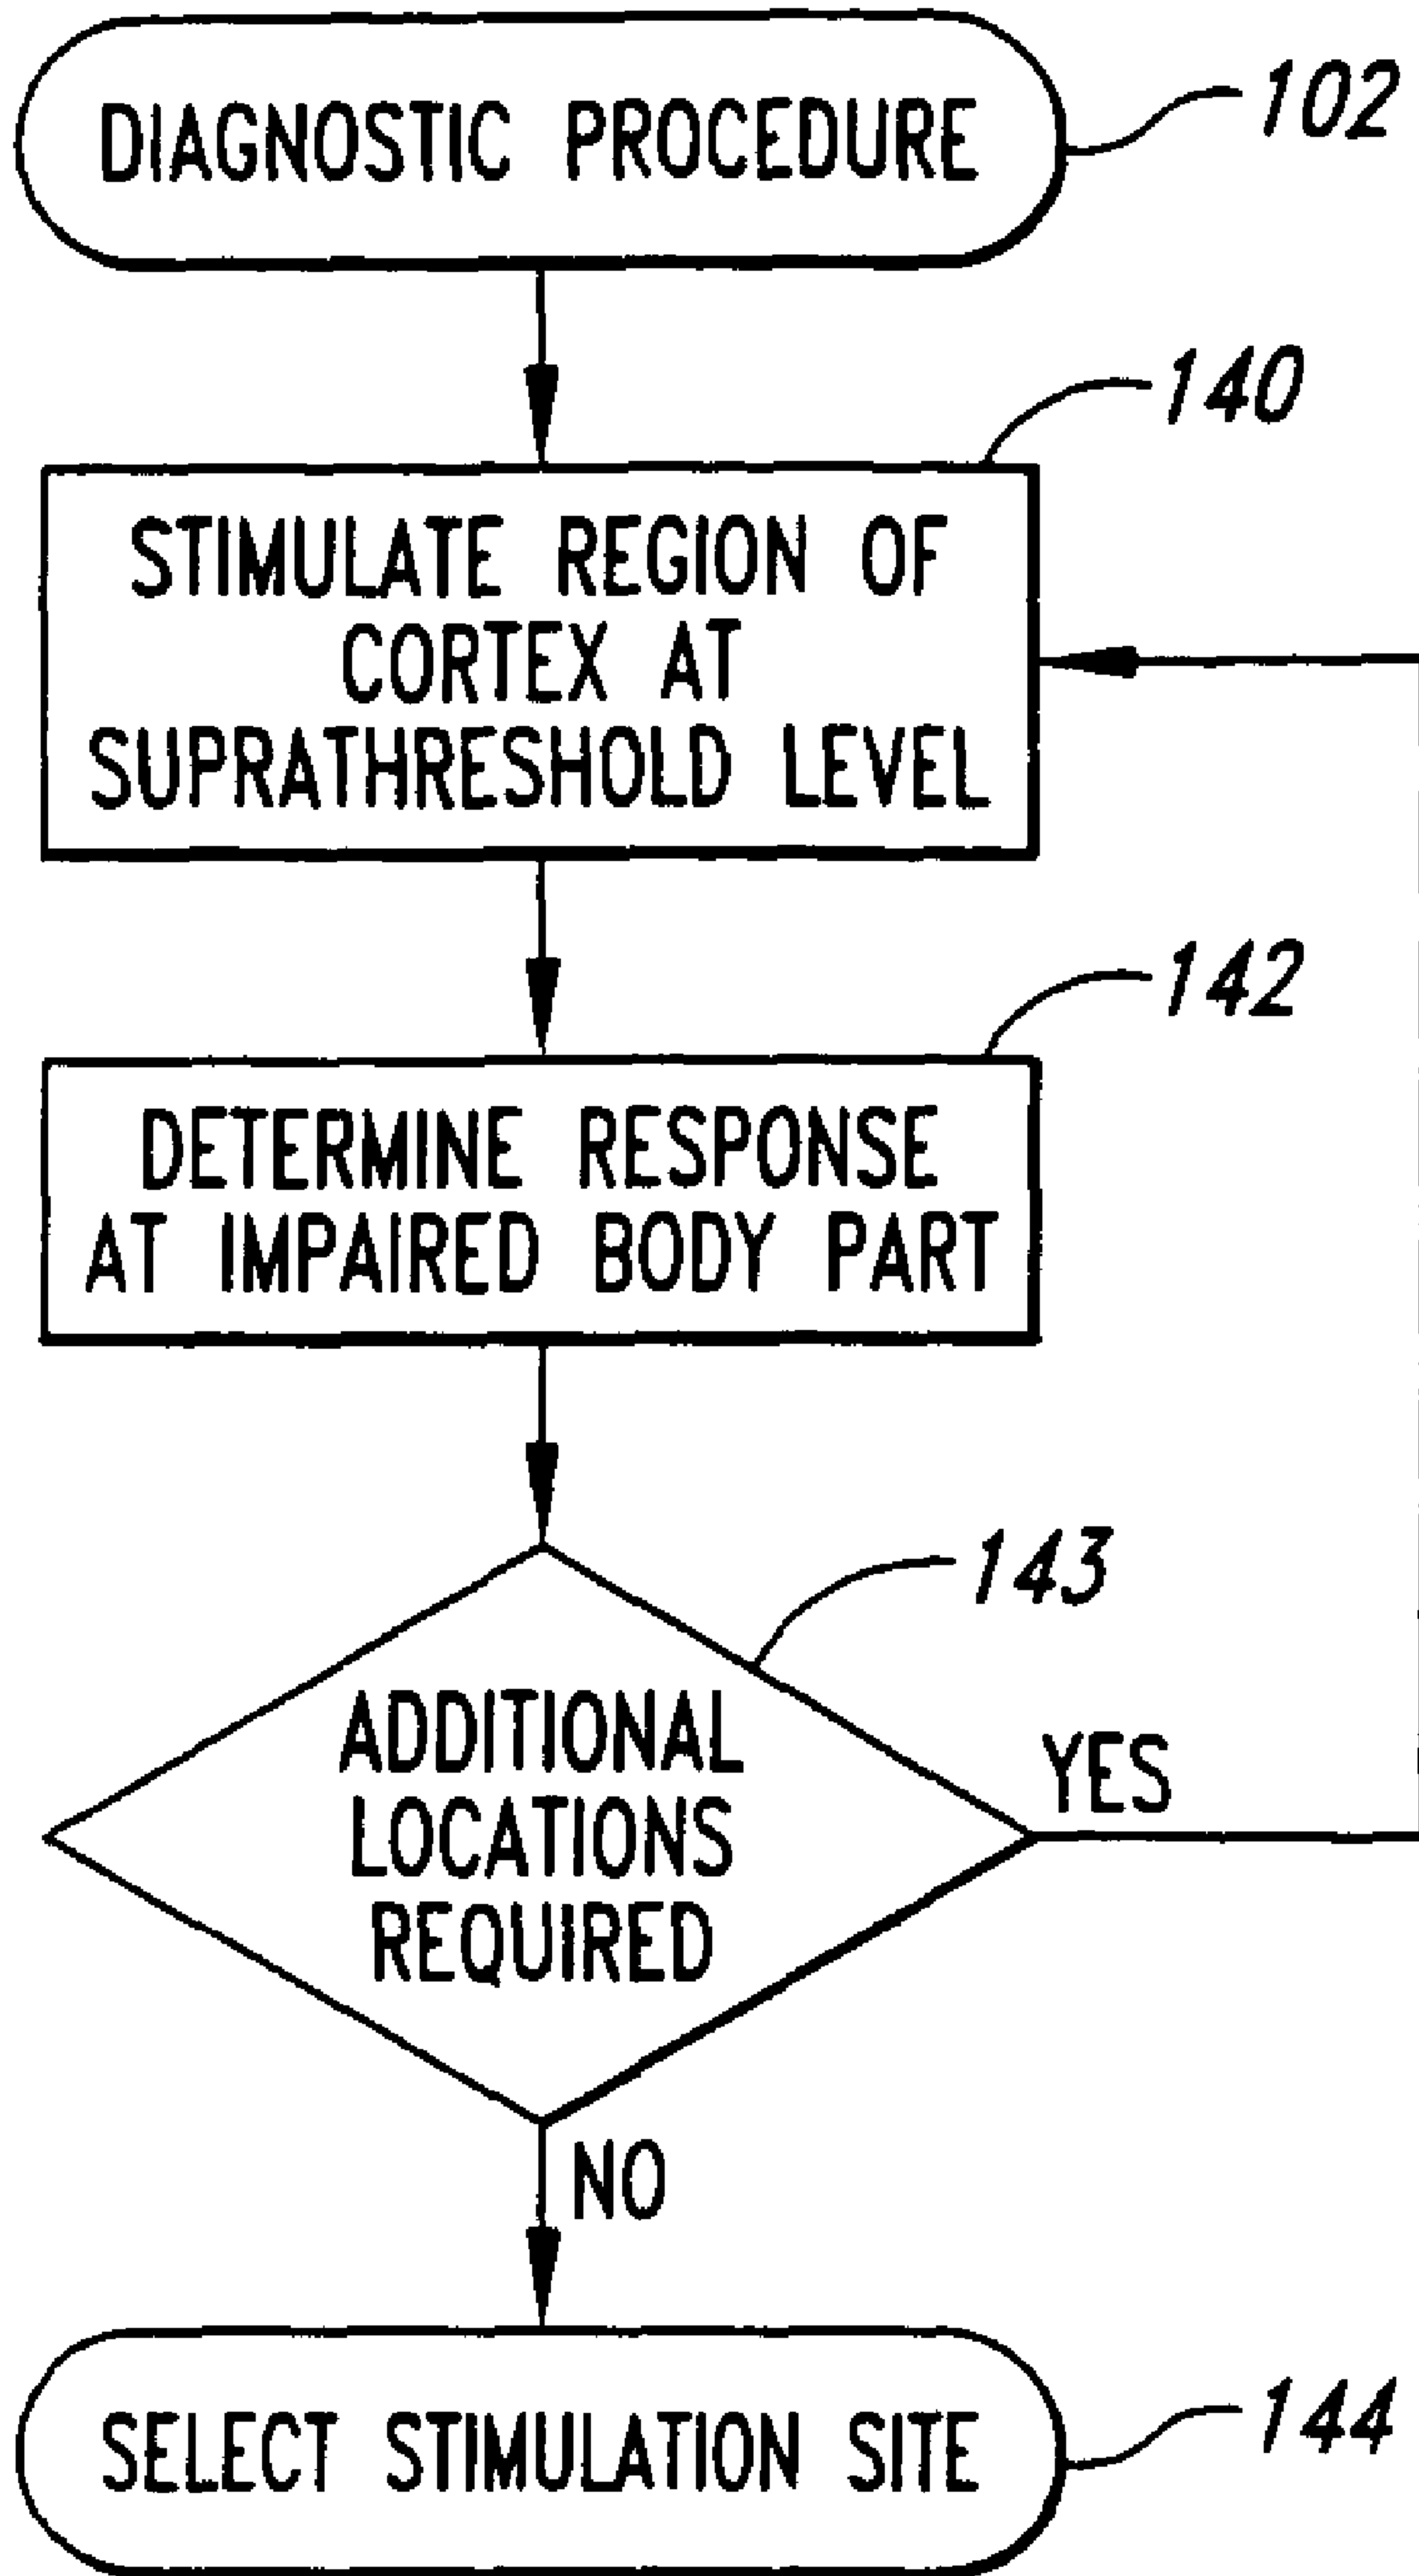 DIAGNOSTIC PROCEDURE
102
140
STIMULATE REGION OF
CORTEX AT
SUPRATHRESHOLD LEVEL
142
DETERMINE RESPONSE
AT IMPAIRED BODY PART
143
ADDITIONAL
LOCATIONS
REQUIRED
YES
NO
SELECT STIMULATION SITE
144